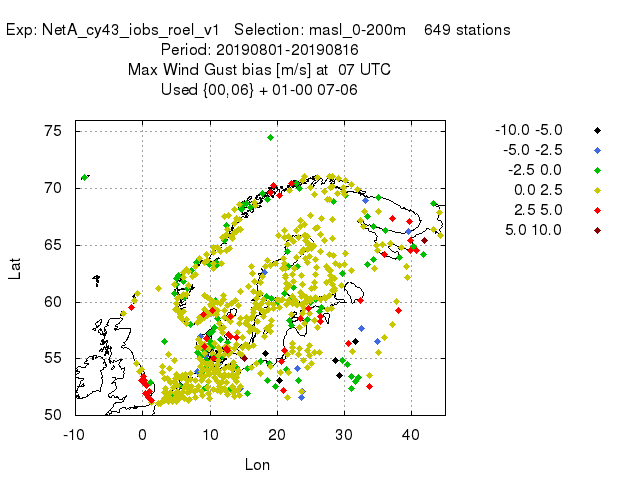 Exp: NetA_cy43_iobs_roel_v1   Selection: masl_0-200m    649 stations
Period: 20190801-20190816
Max Wind Gust bias [m/s] at  07 UTC
Used {00,06} + 01-00 07-06
75
70
65
60
55
50
-10 0 10 20 30 40
Lat
Lon
-10.0 -5.0
-5.0 -2.5
-2.5 0.0
0.0 2.5
2.5 5.0
5.0 10.0